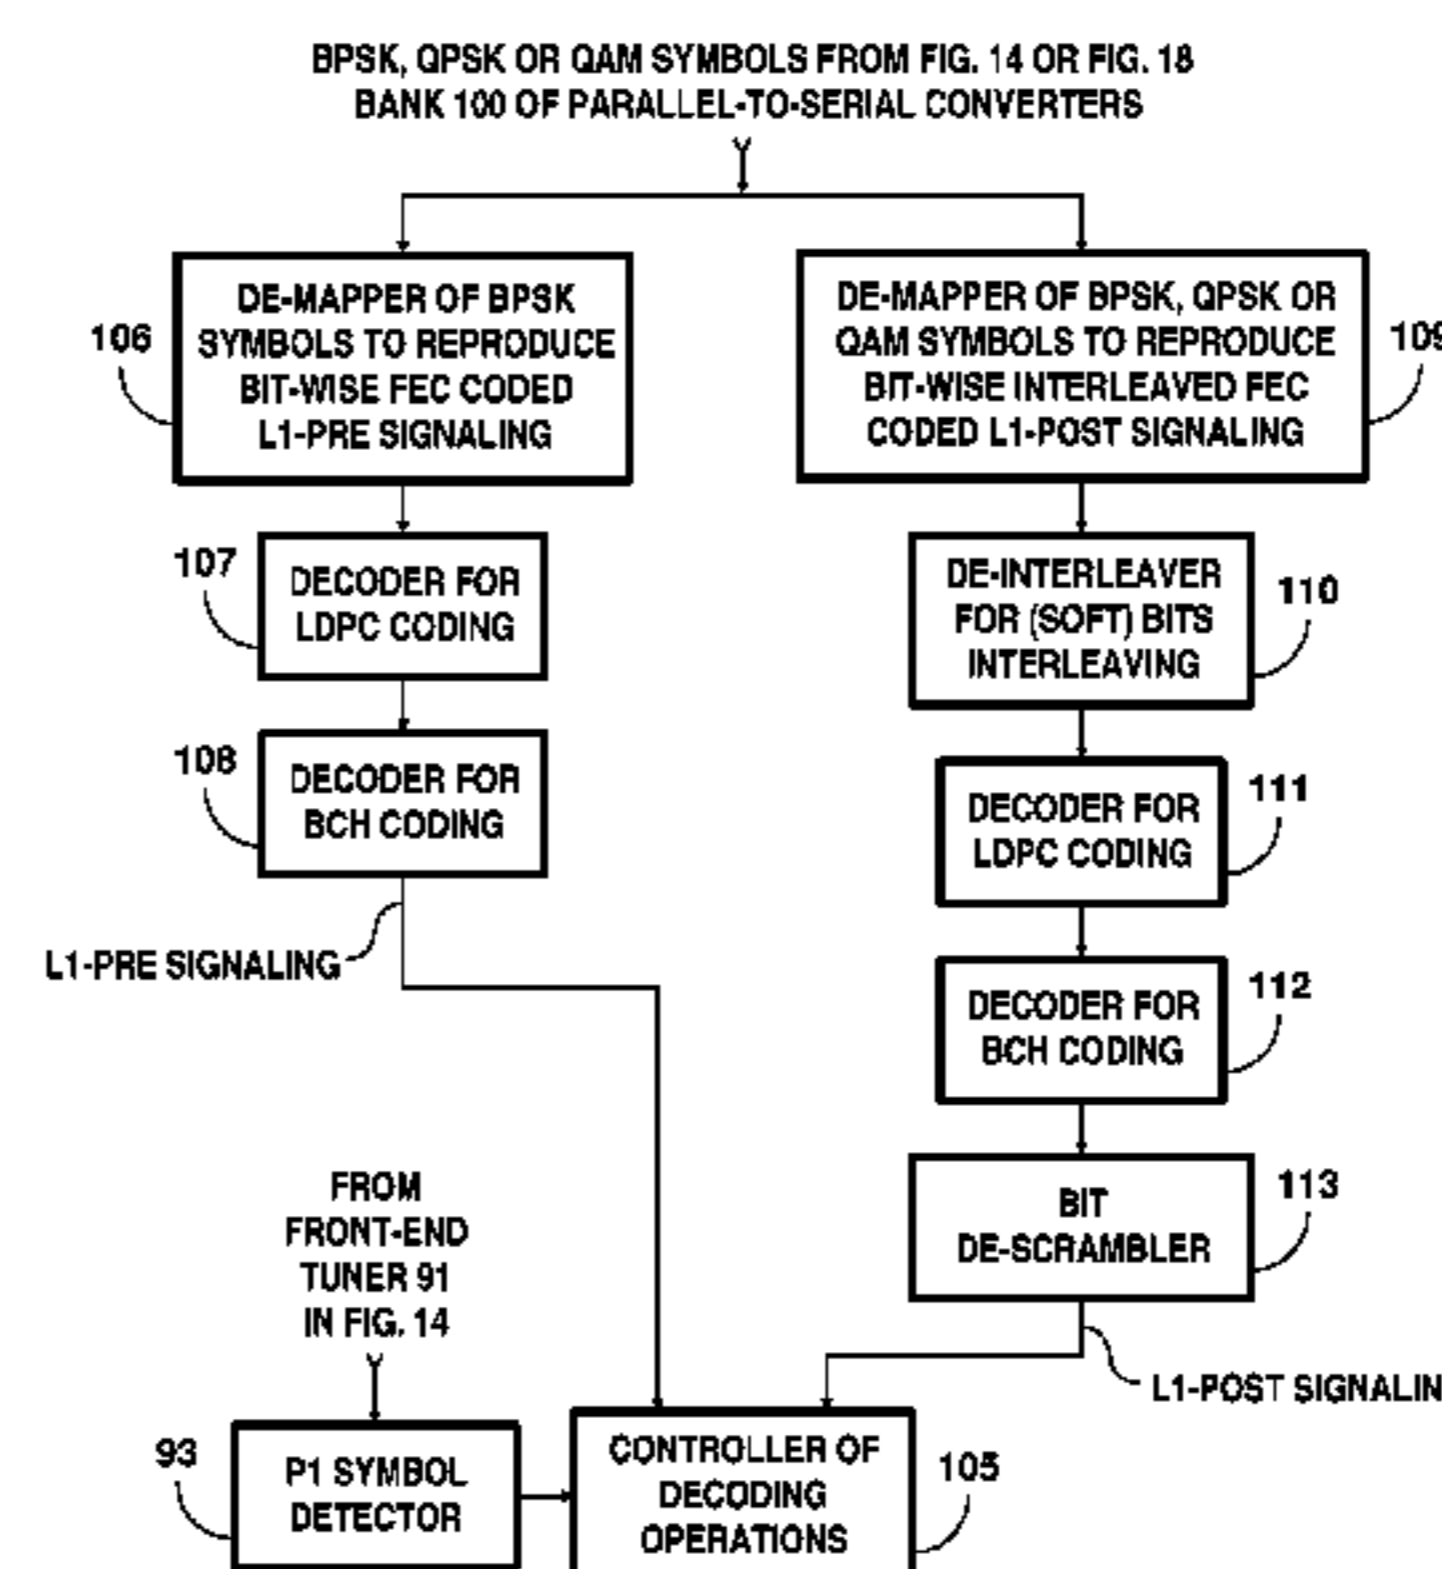 BPSK, QPSK OR QAM SYMBOLS FROM FIG. 14 OR FIG. 18
BANK 100 OF PARALLEL-TO-SERIAL CONVERTERS
106
DE-MAPPER OF BPSK
SYMBOLS TO REPRODUCE
BIT-WISE FEC CODED
L1-PRE SIGNALING
DE-MAPPER OF BPSK, QPSK OR
QAM SYMBOLS TO REPRODUCE
BIT-WISE INTERLEAVED FEC
CODED L1-POST SIGNALING
109
107
DECODER FOR
LDPC CODING
DE-INTERLEAVER
FOR (SOFT) BITS
INTERLEAVING
110
108
DECODER FOR
BCH CODING
DECODER FOR
LDPC CODING
111
L1-PRE SIGNALING
DECODER FOR
BCH CODING
112
BIT
DE-SCRAMBLER
113
FROM
FRONT-END
TUNER 91
IN FIG. 14
L1-POST SIGNALIN
93
P1 SYMBOL
DETECTOR
CONTROLLER OF
DECODING
OPERATIONS
105